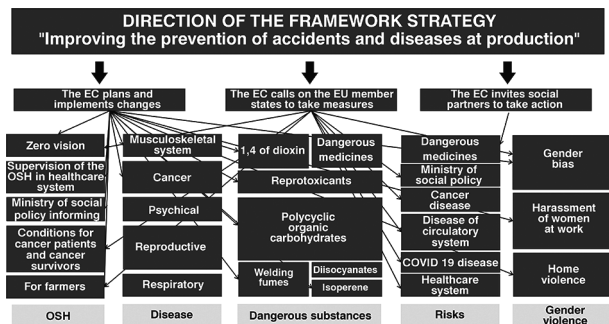 DIRECTION OF THE FRAMEWORK STRATEGY
"Improving the prevention of accidents and diseases at production"
The EC plans and
implements changes
The EC calls on the EU member
states to take measures
The EC invites social
partners to take action
Zero vision
Supervision of the
OSH in healthcare
system
Ministry of social
policy informing
Conditions for
cancer patients
and cancer
survivors
For farmers
OSH
Musculoskeletal
system
Cancer
Psychical
Reproductive
Respiratory
Disease
1,4 of dioxin
Dangerous
medicines
Reprotoxicants
Polycyclic
organic
carbohydrates
Welding
fumes
Diisocyanates
Isoperene
Dangerous substances
Dangerous
medicines
Ministry of
social policy
Cancer
disease
Disease of
circulatory
system
COVID 19 disease
Healthcare
system
Risks
Gender
bias
Harassment
of women
at work
Home
violence
Gender
violence